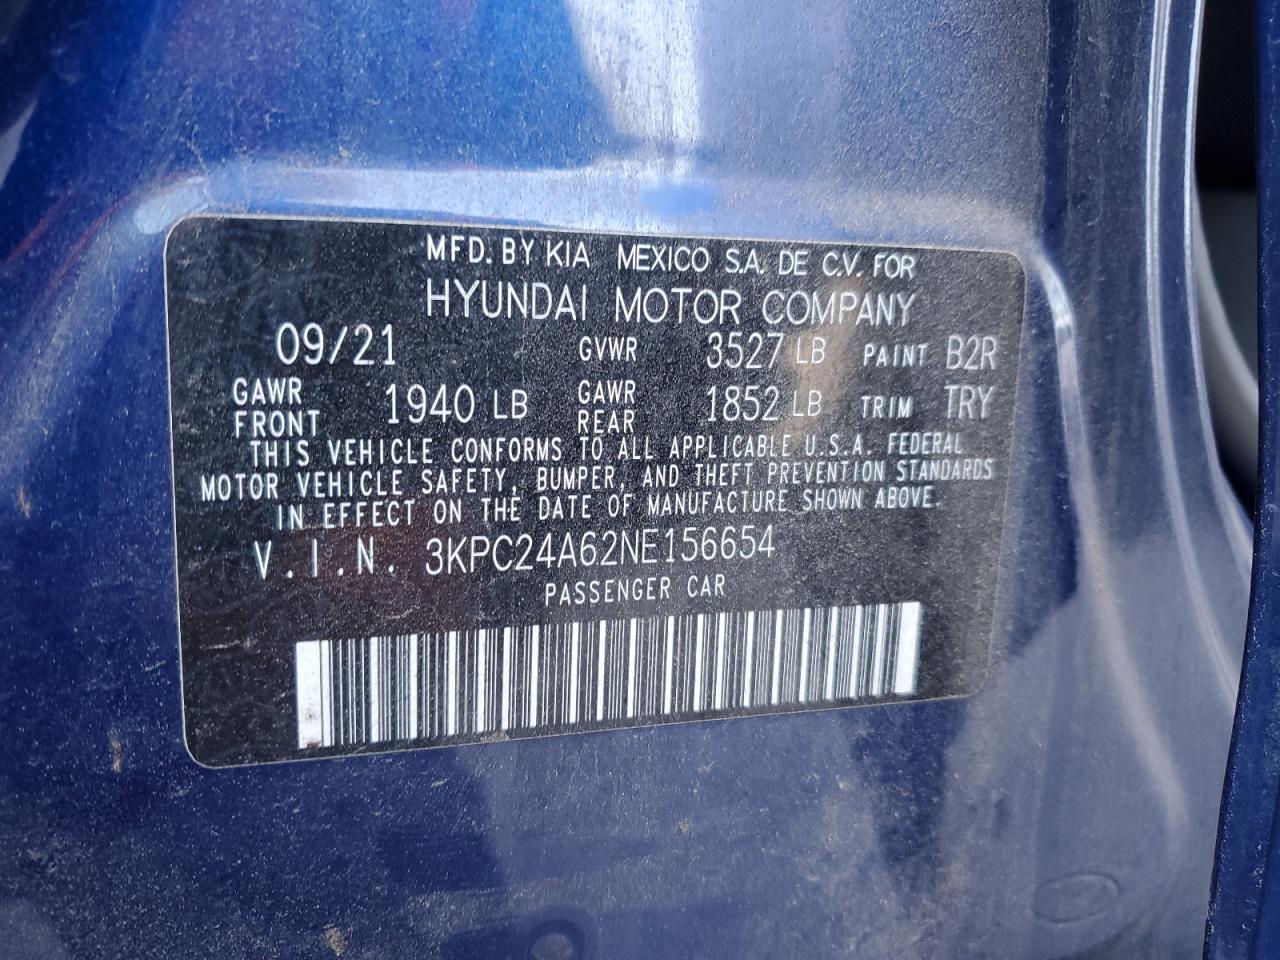 MFD. BY KIA MEXICO S.A. DE C.V. FOR
HYUNDAI MOTOR COMPANY
09/21 GVWR 3527 LB PAINT B2R
GAWR FRONT 1940 LB GAWR REAR 1852 LB TRIM TRY
THIS VEHICLE CONFORMS TO ALL APPLICABLE U.S.A. FEDERAL
MOTOR VEHICLE SAFETY, BUMPER, AND THEFT PREVENTION STANDARDS
IN EFFECT ON THE DATE OF MANUFACTURE SHOWN ABOVE.
V.I.N. 3KPC24A62NE156654
PASSENGER CAR